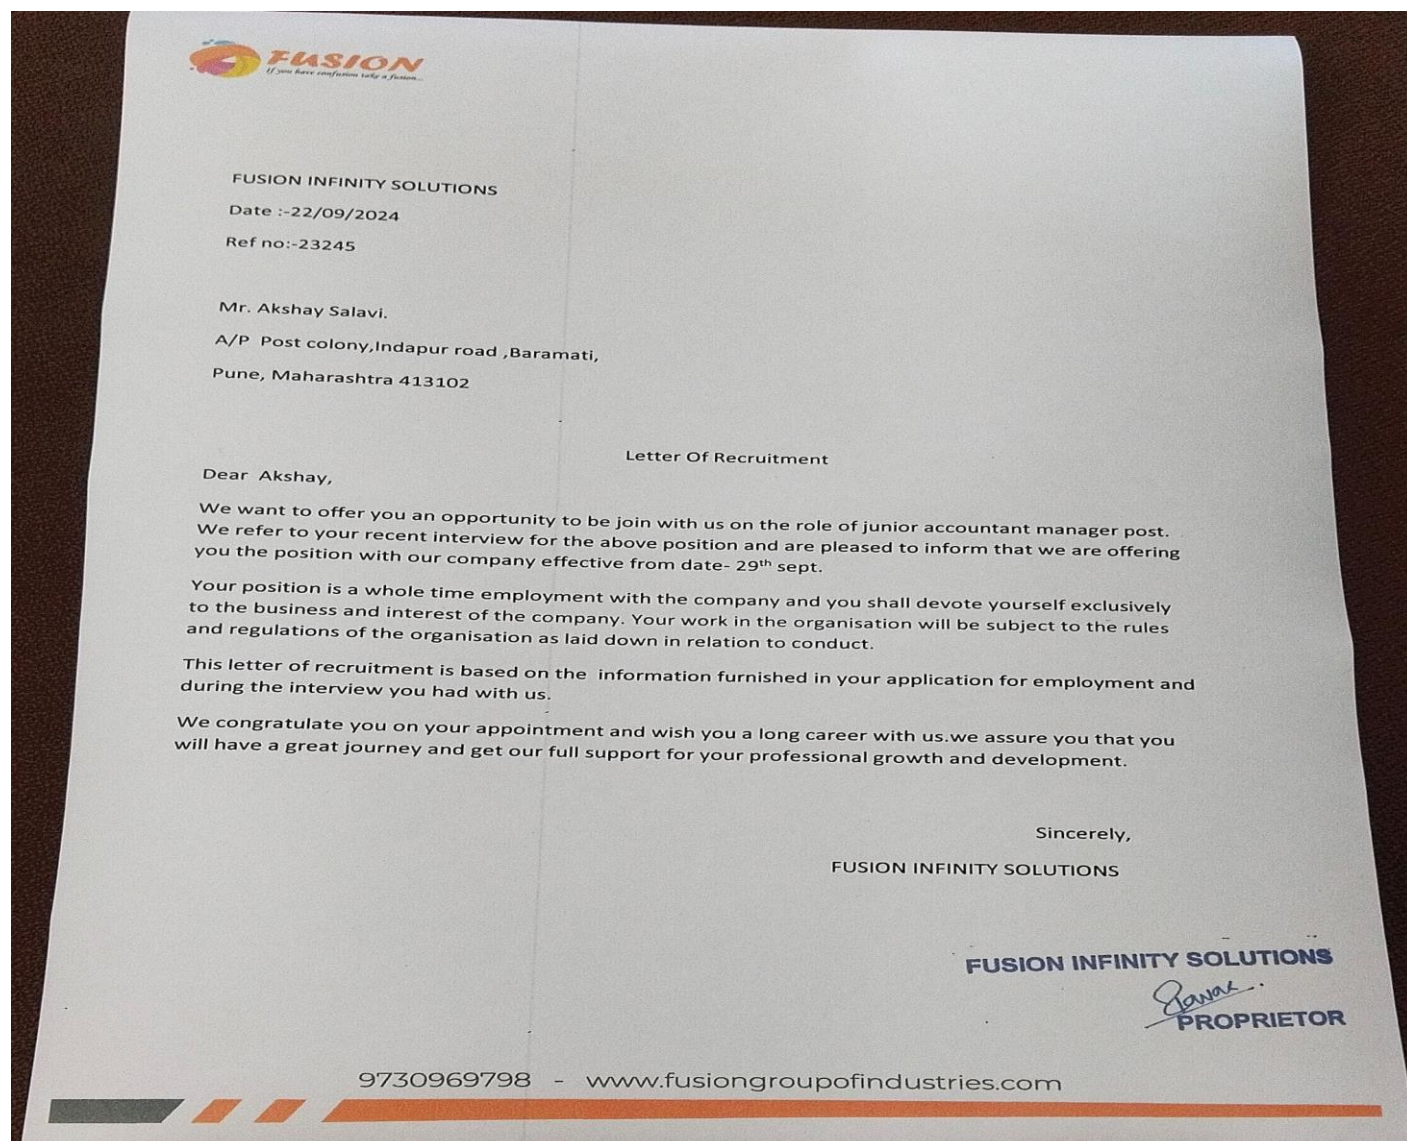 FUSION
If you have confusion take a fusion...
FUSION INFINITY SOLUTIONS
Date :-22/09/2024
Ref no:-23245
Mr. Akshay Salavi.
A/P  Post colony,Indapur road ,Baramati,
Pune, Maharashtra 413102
Letter Of Recruitment
Dear  Akshay,
We want to offer you an opportunity to be join with us on the role of junior accountant manager post.
We refer to your recent interview for the above position and are pleased to inform that we are offering
you the position with our company effective from date- 29th sept.
Your position is a whole time employment with the company and you shall devote yourself exclusively
to the business and interest of the company. Your work in the organisation will be subject to the rules
and regulations of the organisation as laid down in relation to conduct.
This letter of recruitment is based on the  information furnished in your application for employment and
during the interview you had with us.
We congratulate you on your appointment and wish you a long career with us.we assure you that you
will have a great journey and get our full support for your professional growth and development.
Sincerely,
FUSION INFINITY SOLUTIONS
FUSION INFINITY SOLUTIONS
PROPRIETOR
9730969798 - www.fusiongroupofindustries.com